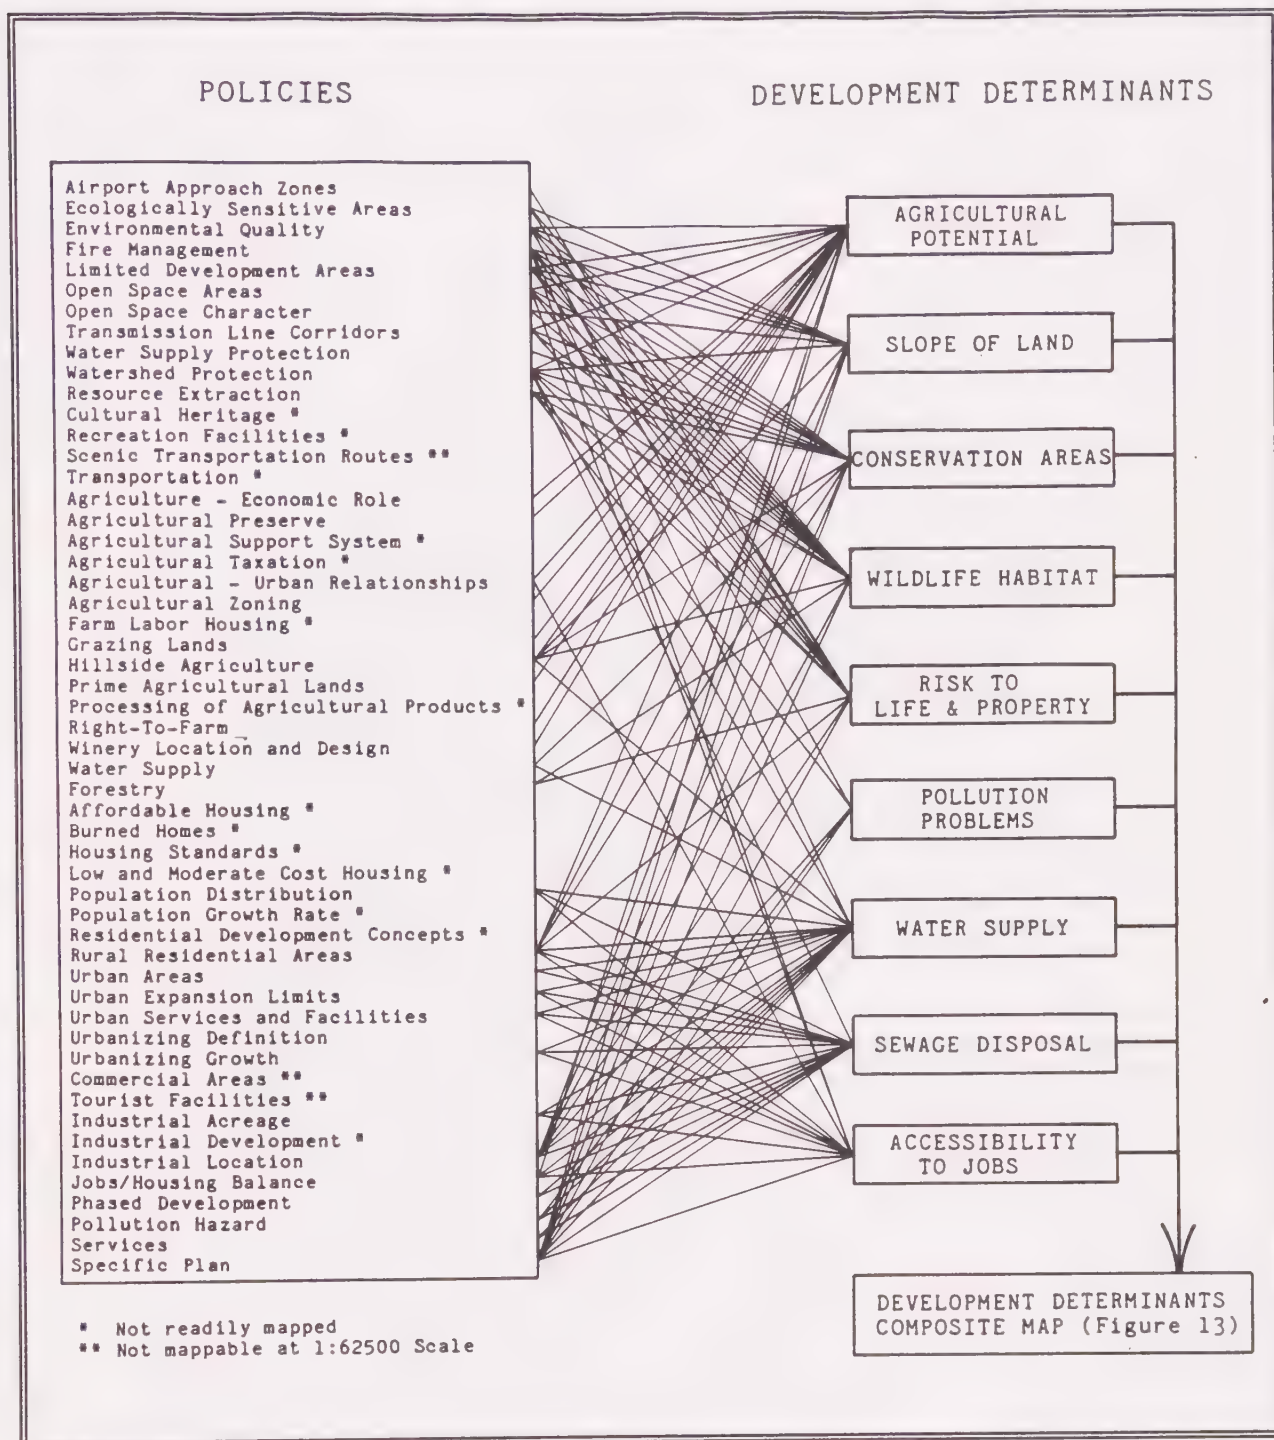 POLICIES
DEVELOPMENT DETERMINANTS
Airport Approach Zones
Ecologically Sensitive Areas
Environmental Quality
Fire Management
Limited Development Areas
Open Space Areas
Open Space Character
Transmission Line Corridors
Water Supply Protection
Watershed Protection
Resource Extraction
Cultural Heritage *
Recreation Facilities *
Scenic Transportation Routes **
Transportation *
Agriculture - Economic Role
Agricultural Preserve
Agricultural Support System *
Agricultural Taxation *
Agricultural - Urban Relationships
Agricultural Zoning
Farm Labor Housing *
Grazing Lands
Hillside Agriculture
Prime Agricultural Lands
Processing of Agricultural Products *
Right-To-Farm
Winery Location and Design
Water Supply
Forestry
Affordable Housing *
Burned Homes *
Housing Standards *
Low and Moderate Cost Housing *
Population Distribution
Population Growth Rate *
Residential Development Concepts *
Rural Residential Areas
Urban Areas
Urban Expansion Limits
Urban Services and Facilities
Urbanizing Definition
Urbanizing Growth
Commercial Areas **
Tourist Facilities **
Industrial Acreage
Industrial Development *
Industrial Location
Jobs/Housing Balance
Phased Development
Pollution Hazard
Services
Specific Plan
* Not readily mapped
** Not mappable at 1:62500 Scale
AGRICULTURAL
POTENTIAL
SLOPE OF LAND
CONSERVATION AREAS
WILDLIFE HABITAT
RISK TO
LIFE & PROPERTY
POLLUTION
PROBLEMS
WATER SUPPLY
SEWAGE DISPOSAL
ACCESSIBILITY
TO JOBS
DEVELOPMENT DETERMINANTS
COMPOSITE MAP (Figure 13)